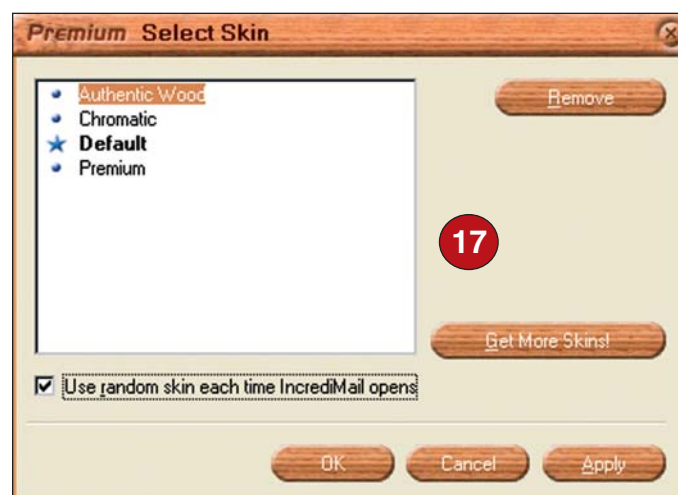 Premium Select Skin
Authentic Wood
Chromatic
Default
Premium
Remove
17
Get More Skins!
Use random skin each time IncrediMail opens
OK Cancel Apply